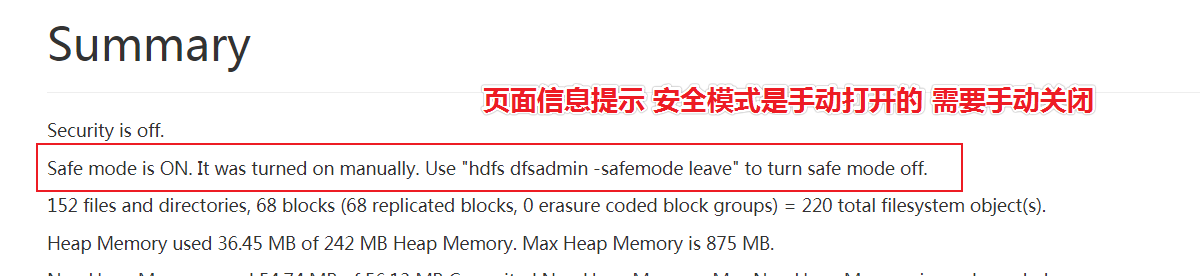 Summary
页面信息提示 安全模式是手动打开的 需要手动关闭
Security is off.
Safe mode is ON. It was turned on manually. Use "hdfs dfsadmin -safemode leave" to turn safe mode off.
152 files and directories, 68 blocks (68 replicated blocks, 0 erasure coded block groups) = 220 total filesystem object(s).
Heap Memory used 36.45 MB of 242 MB Heap Memory. Max Heap Memory is 875 MB.